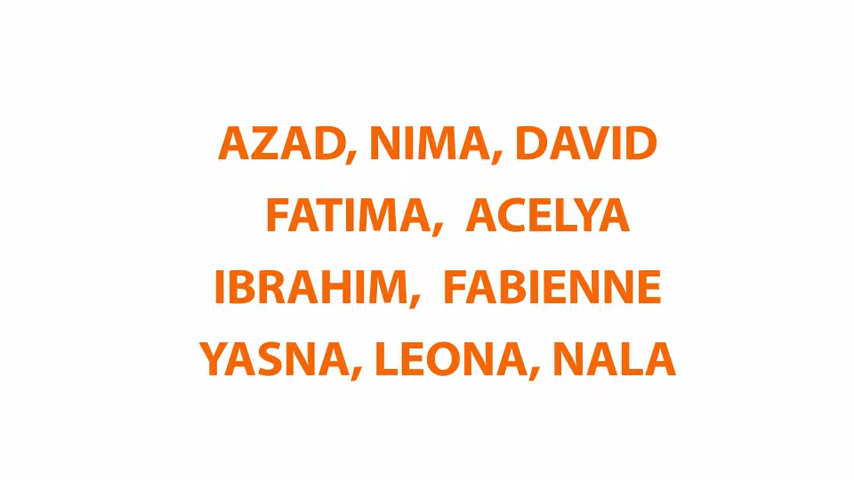 AZAD, NIMA, DAVID
FATIMA, ACELYA
IBRAHIM, FABIENNE
YASNA, LEONA, NALA